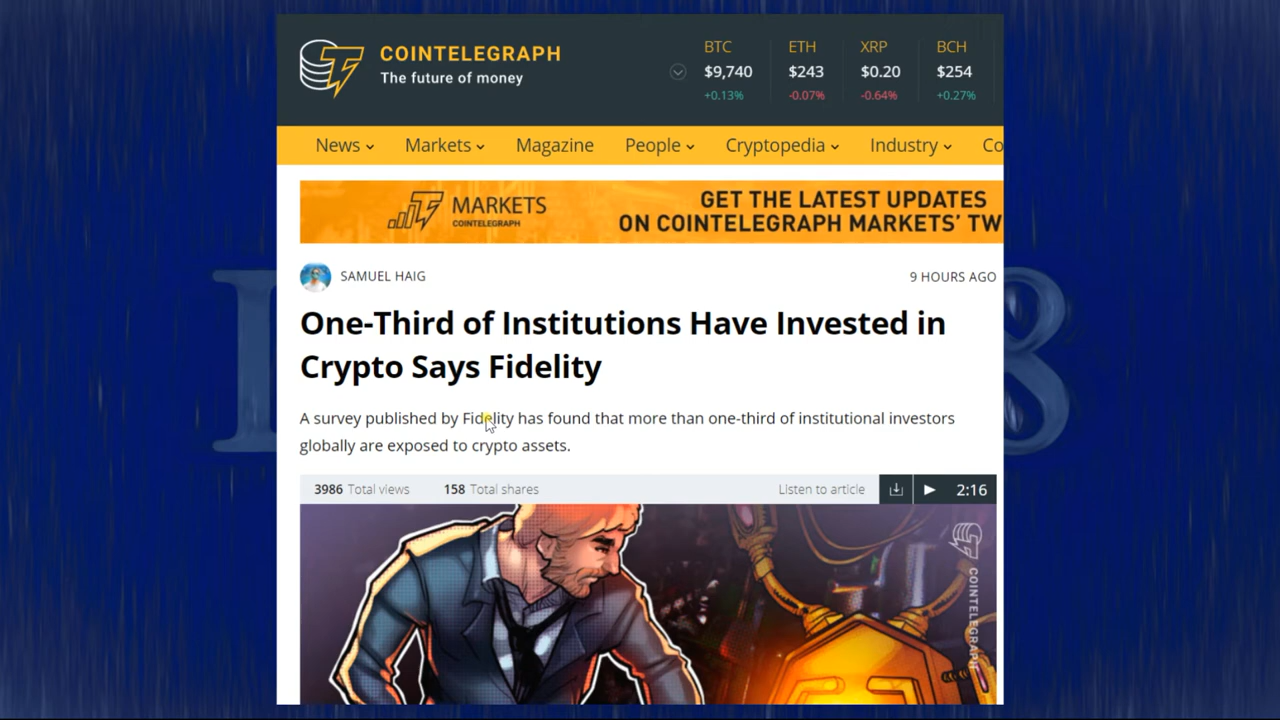 COINTELEGRAPH
The future of money
BTC ETH XRP BCH
$9,740 $243 $0.20 $254
+0.13% -0.07% -0.64% +0.27%
News Markets Magazine People Cryptopedia Industry Co
MARKETS
COINTELEGRAPH
GET THE LATEST UPDATES
ON COINTELEGRAPH MARKETS' TW
SAMUEL HAIG
9 HOURS AGO
One-Third of Institutions Have Invested in
Crypto Says Fidelity
A survey published by Fidelity has found that more than one-third of institutional investors
globally are exposed to crypto assets.
3986 Total views 158 Total shares Listen to article 2:16
COINTELEGRAPH